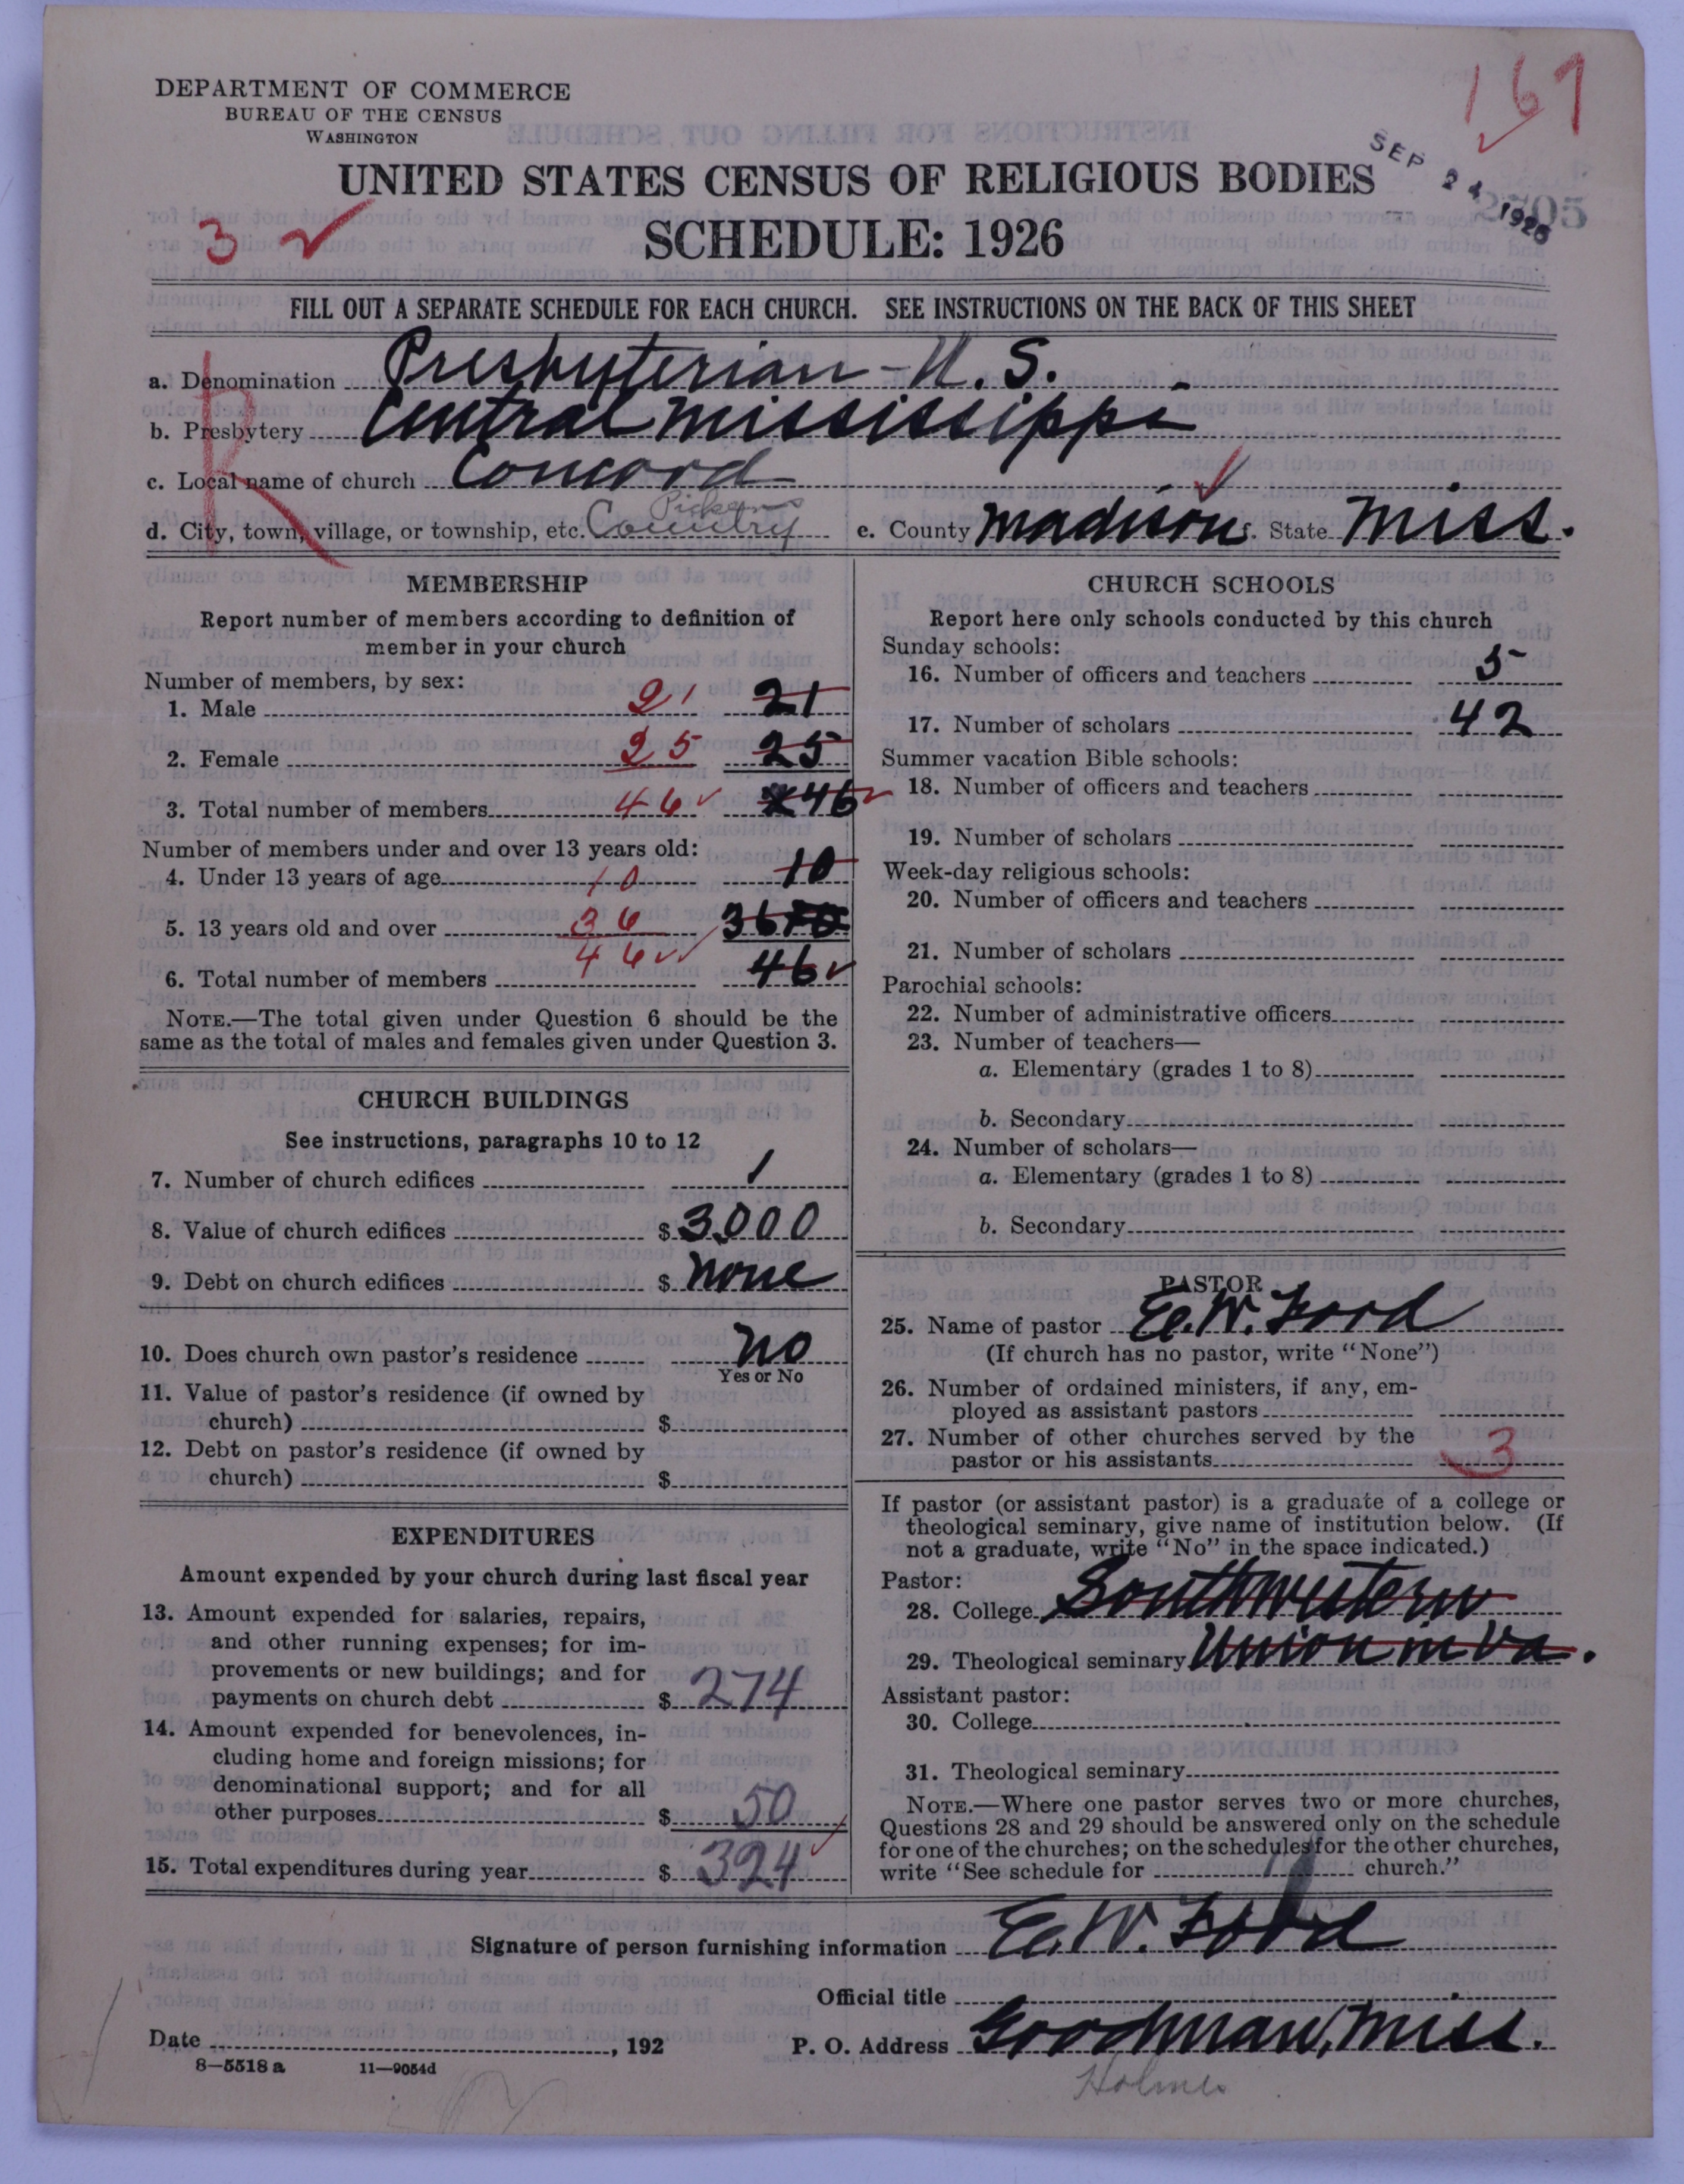 DEPARTMENT OF COMMERCE
BUREAU OF THE CENSUS
WASHINGTON
167
UNITED STATES CENSUS OF RELIGIOUS BODIES
SEP 24 1926
3
SCHEDULE: 1926
FILL OUT A SEPARATE SCHEDULE FOR EACH CHURCH. SEE INSTRUCTIONS ON THE BACK OF THIS SHEET
R
a. Denomination Presbyterian - U. S.
b. Presbytery Central Mississippi
c. Local name of church Concord
Pickens
d. City, town, village, or township, etc. Country e. County Madison f. State Miss.
MEMBERSHIP
Report number of members according to definition of
member in your church
Number of members, by sex:
1. Male 21 21
2. Female 25 25
3. Total number of members 46 46
Number of members under and over 13 years old:
4. Under 13 years of age 10 10
5. 13 years old and over 36 36
6. Total number of members 46 46
NOTE.—The total given under Question 6 should be the
same as the total of males and females given under Question 3.
CHURCH BUILDINGS
See instructions, paragraphs 10 to 12
7. Number of church edifices 1
8. Value of church edifices $ 3000
9. Debt on church edifices $ none
10. Does church own pastor's residence no
Yes or No
11. Value of pastor's residence (if owned by
church) $
12. Debt on pastor's residence (if owned by
church) $
EXPENDITURES
Amount expended by your church during last fiscal year
13. Amount expended for salaries, repairs,
and other running expenses; for im-
provements or new buildings; and for
payments on church debt $ 274
14. Amount expended for benevolences, in-
cluding home and foreign missions; for
denominational support; and for all
other purposes $ 50
15. Total expenditures during year $ 324
CHURCH SCHOOLS
Report here only schools conducted by this church
Sunday schools:
16. Number of officers and teachers 5
17. Number of scholars 42
Summer vacation Bible schools:
18. Number of officers and teachers
19. Number of scholars
Week-day religious schools:
20. Number of officers and teachers
21. Number of scholars
Parochial schools:
22. Number of administrative officers
23. Number of teachers—
a. Elementary (grades 1 to 8)
b. Secondary
24. Number of scholars—
a. Elementary (grades 1 to 8)
b. Secondary
PASTOR
25. Name of pastor E. W. Ford
(If church has no pastor, write "None")
26. Number of ordained ministers, if any, em-
ployed as assistant pastors
27. Number of other churches served by the
pastor or his assistants 3
If pastor (or assistant pastor) is a graduate of a college or
theological seminary, give name of institution below. (If
not a graduate, write "No" in the space indicated.)
Pastor:
28. College Southwestern
29. Theological seminary Union in Va.
Assistant pastor:
30. College
31. Theological seminary
NOTE.—Where one pastor serves two or more churches,
Questions 28 and 29 should be answered only on the schedule
for one of the churches; on the schedules for the other churches,
write "See schedule for church."
Signature of person furnishing information E. W. Ford
Official title
Date , 192 P. O. Address Goodman, Miss.
8—5518 a 11—9054d
Holmes